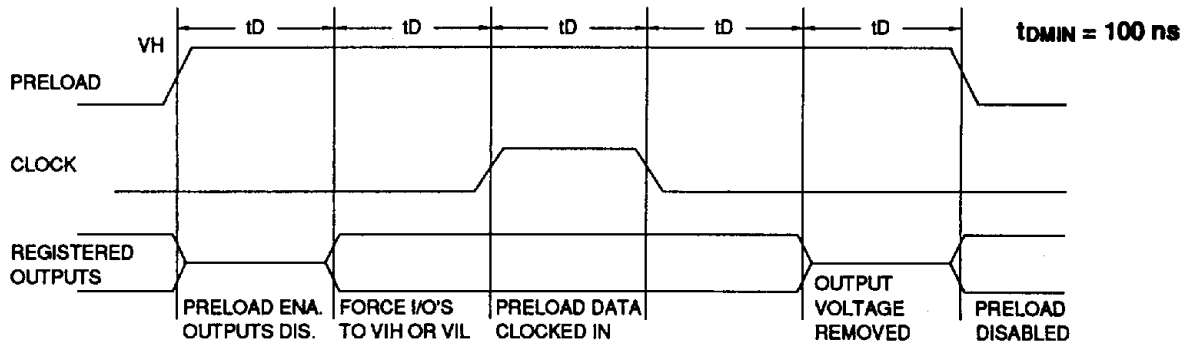 tD tD tD tD tD
VH
tDMIN = 100 ns
PRELOAD
CLOCK
REGISTERED
OUTPUTS
PRELOAD ENA.
OUTPUTS DIS.
FORCE I/O'S
TO VIH OR VIL
PRELOAD DATA
CLOCKED IN
OUTPUT
VOLTAGE
REMOVED
PRELOAD
DISABLED